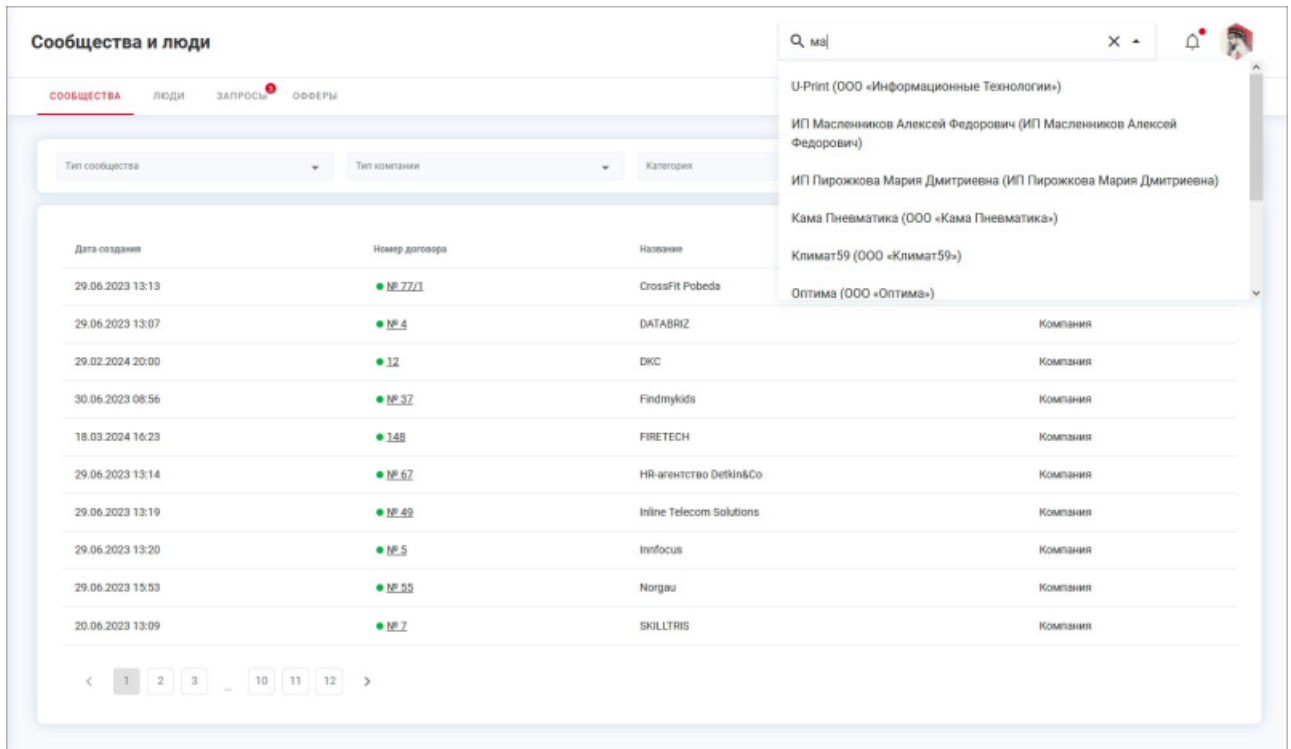 Сообщества и люди
ма
СООБЩЕСТВА ЛЮДИ ЗАПРОСЫ 3 ОФФЕРЫ
U-Print (ООО «Информационные Технологии»)
ИП Масленников Алексей Федорович (ИП Масленников Алексей
Федорович)
ИП Пирожкова Мария Дмитриевна (ИП Пирожкова Мария Дмитриевна)
Кама Пневматика (ООО «Кама Пневматика»)
Климат59 (ООО «Климат59»)
Оптима (ООО «Оптима»)
Тип сообщества Тип компании Категория
Дата создания Номер договора Название
29.06.2023 13:13 № 77/1 CrossFit Pobeda
29.06.2023 13:07 № 4 DATABRIZ Компания
29.02.2024 20:00 12 DKC Компания
30.06.2023 08:56 № 37 Findmykids Компания
18.03.2024 16:23 148 FIRETECH Компания
29.06.2023 13:14 № 67 HR-агентство Detkin&Co Компания
29.06.2023 13:19 № 49 Inline Telecom Solutions Компания
29.06.2023 13:20 № 5 Innfocus Компания
29.06.2023 15:53 № 55 Norgau Компания
20.06.2023 13:09 № 7 SKILLTRIS Компания
1 2 3 ... 10 11 12